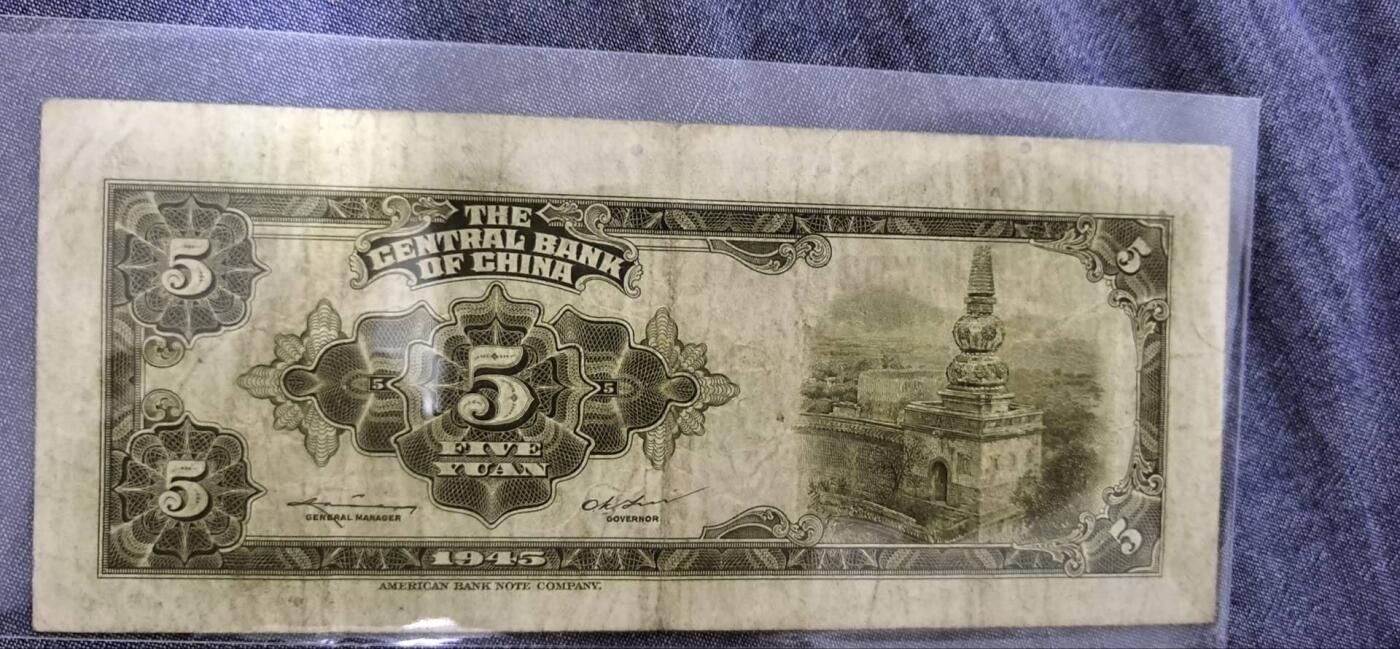 THE
CENTRAL BANK
OF CHINA
5
5
5
5
5
5
FIVE
YUAN
5
5
GENERAL MANAGER
GOVERNOR
1945
AMERICAN BANK NOTE COMPANY.